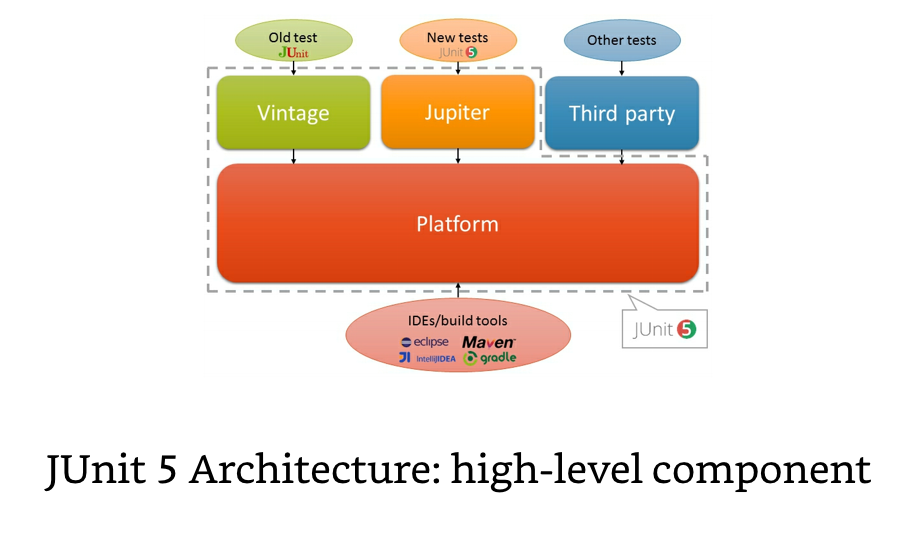 Old test
JUnit
New tests
JUnit 5
Other tests
Vintage
Jupiter
Third party
Platform
IDEs/build tools
eclipse
Maven
JI IntelliJIDEA
gradle
JUnit 5
JUnit 5 Architecture: high-level component